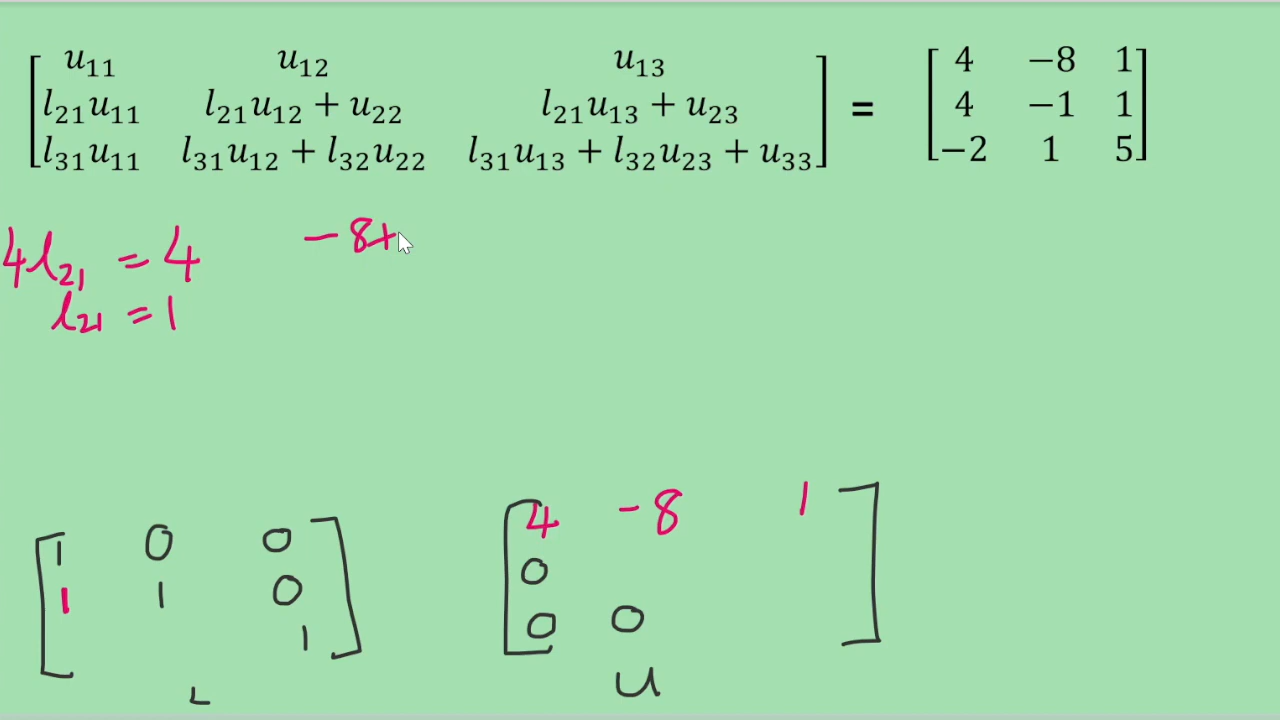 u₁₁ u₁₂ u₁₃ 4 −8 1
l₂₁u₁₁ l₂₁u₁₂ + u₂₂ l₂₁u₁₃ + u₂₃ = 4 −1 1
l₃₁u₁₁ l₃₁u₁₂ + l₃₂u₂₂ l₃₁u₁₃ + l₃₂u₂₃ + u₃₃ −2 1 5
4l₂₁ = 4
l₂₁ = 1
−8+
1 0 0
1 1 0
1
L
4 −8 1
0
0 0
U